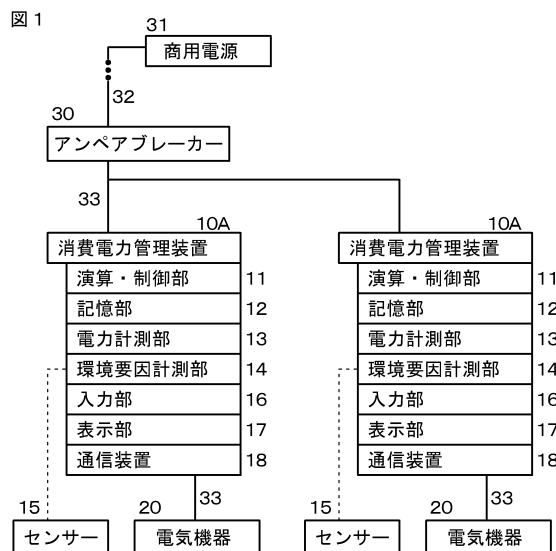 図1
31
商用電源
32
30
アンペアブレーカー
33
10A
消費電力管理装置
演算・制御部 11
記憶部 12
電力計測部 13
環境要因計測部 14
入力部 16
表示部 17
通信装置 18
33
15
センサー
20
電気機器
10A
消費電力管理装置
演算・制御部 11
記憶部 12
電力計測部 13
環境要因計測部 14
入力部 16
表示部 17
通信装置 18
33
15
センサー
20
電気機器